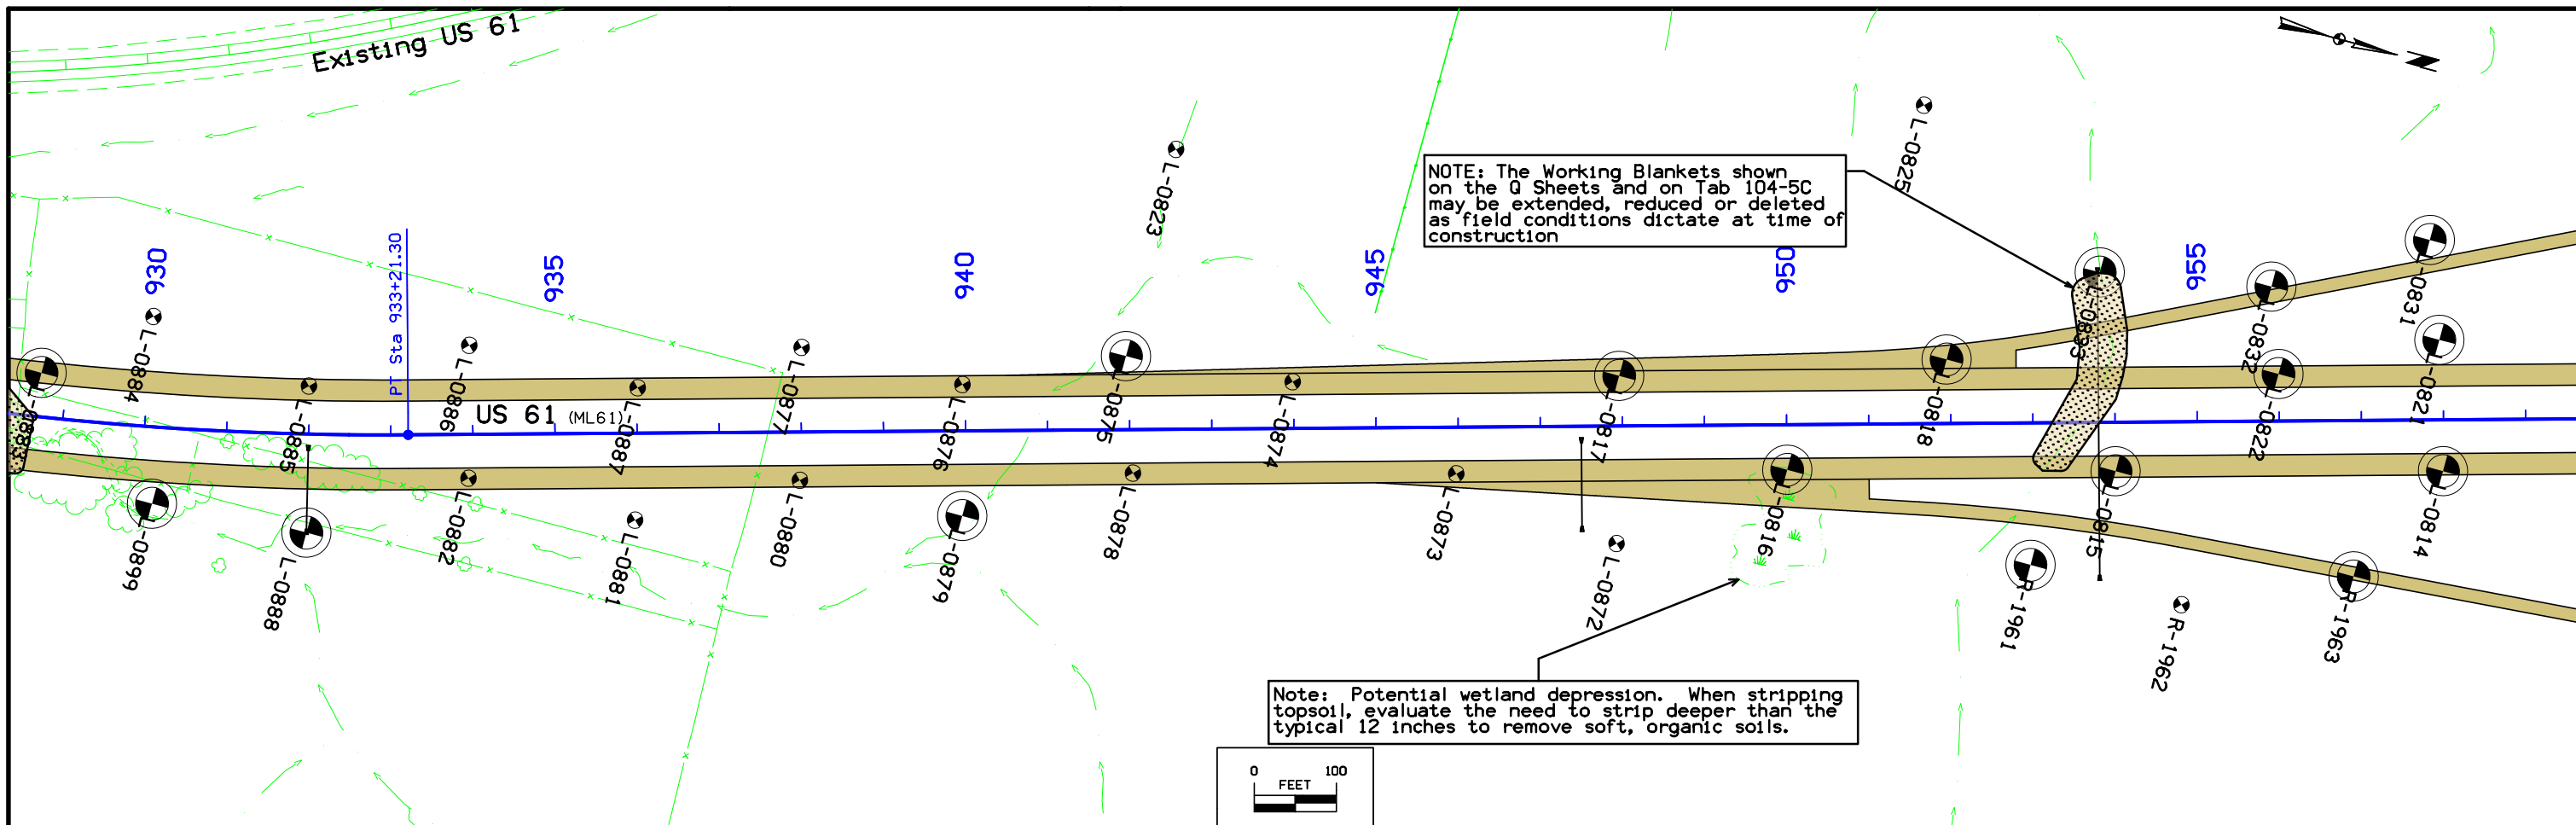 Existing US 61
N
L-0825
L-0823
NOTE: The Working Blankets shown
on the Q Sheets and on Tab 104-5C
may be extended, reduced or deleted
as field conditions dictate at time of
construction
930
PT Sta 933+21.30
935
940
945
950
955
L-0884
L-0886
L-0877
L-0875
L-0833
L-0832
L-0831
L-0883
L-0885
L-0887
L-0876
L-0874
L-0817
L-0818
L-0822
L-0821
US 61 (ML61)
L-0899
L-0888
L-0882
L-0881
L-0880
L-0879
L-0878
L-0873
L-0872
L-0816
L-0815
L-0814
R-1961
R-1962
R-1963
Note: Potential wetland depression. When stripping
topsoil, evaluate the need to strip deeper than the
typical 12 inches to remove soft, organic soils.
0 100
FEET